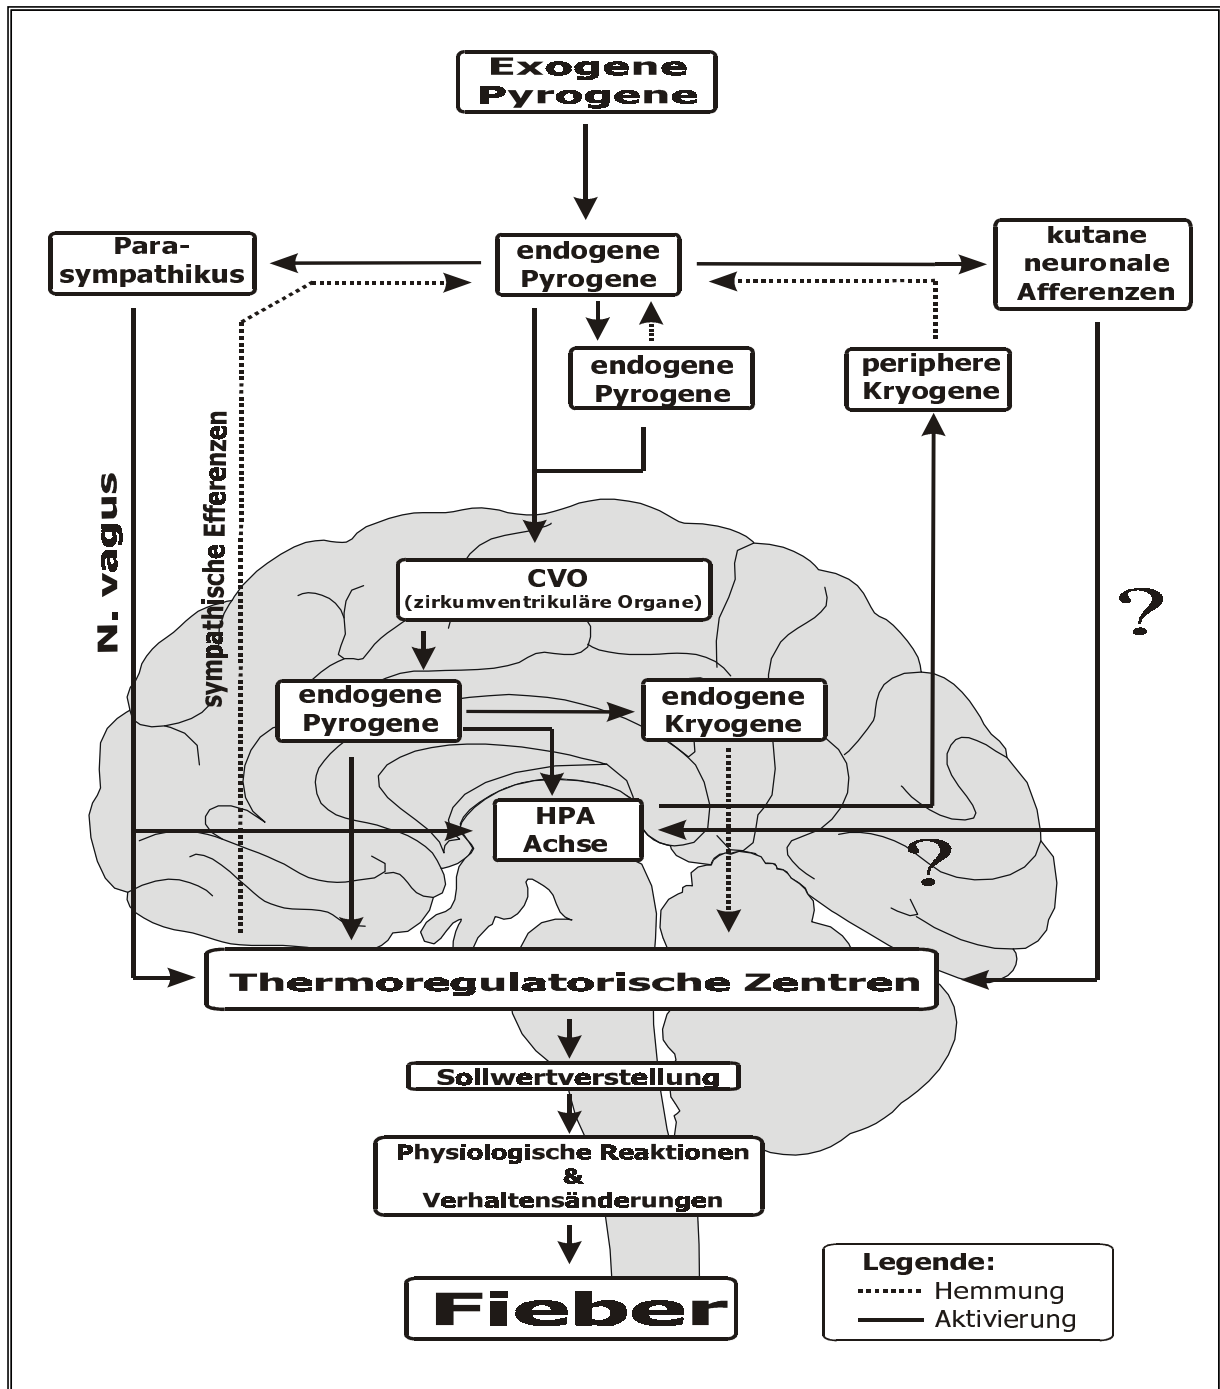 Exogene
Pyrogene
Para-
sympathikus
endogene
Pyrogene
kutane
neuronale
Afferenzen
endogene
Pyrogene
periphere
Kryogene
N. vagus
sympathische Efferenzen
CVO
(zirkumventrikuläre Organe)
?
endogene
Pyrogene
endogene
Kryogene
HPA
Achse
?
Thermoregulatorische Zentren
Sollwertverstellung
Physiologische Reaktionen
&
Verhaltensänderungen
Fieber
Legende:
Hemmung
Aktivierung